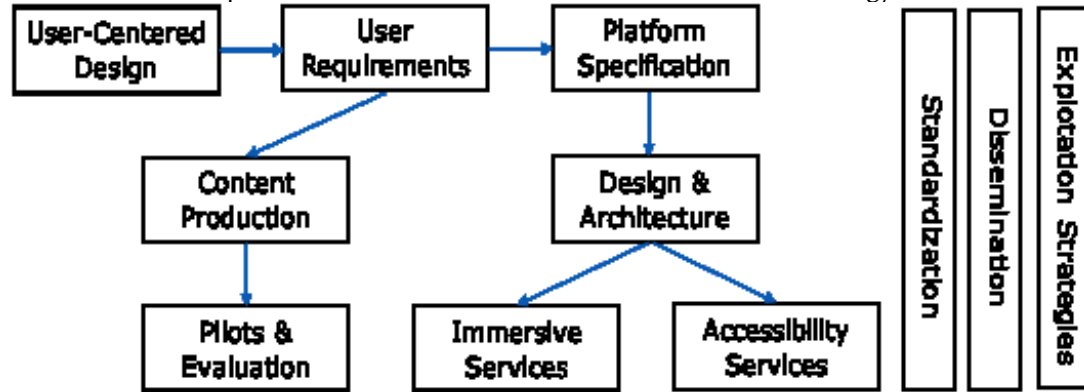 User-Centered
Design
User
Requirements
Platform
Specification
Content
Production
Design &
Architecture
Pilots &
Evaluation
Immersive
Services
Accessibility
Services
Standardization
Dissemination
Explotation Strategies